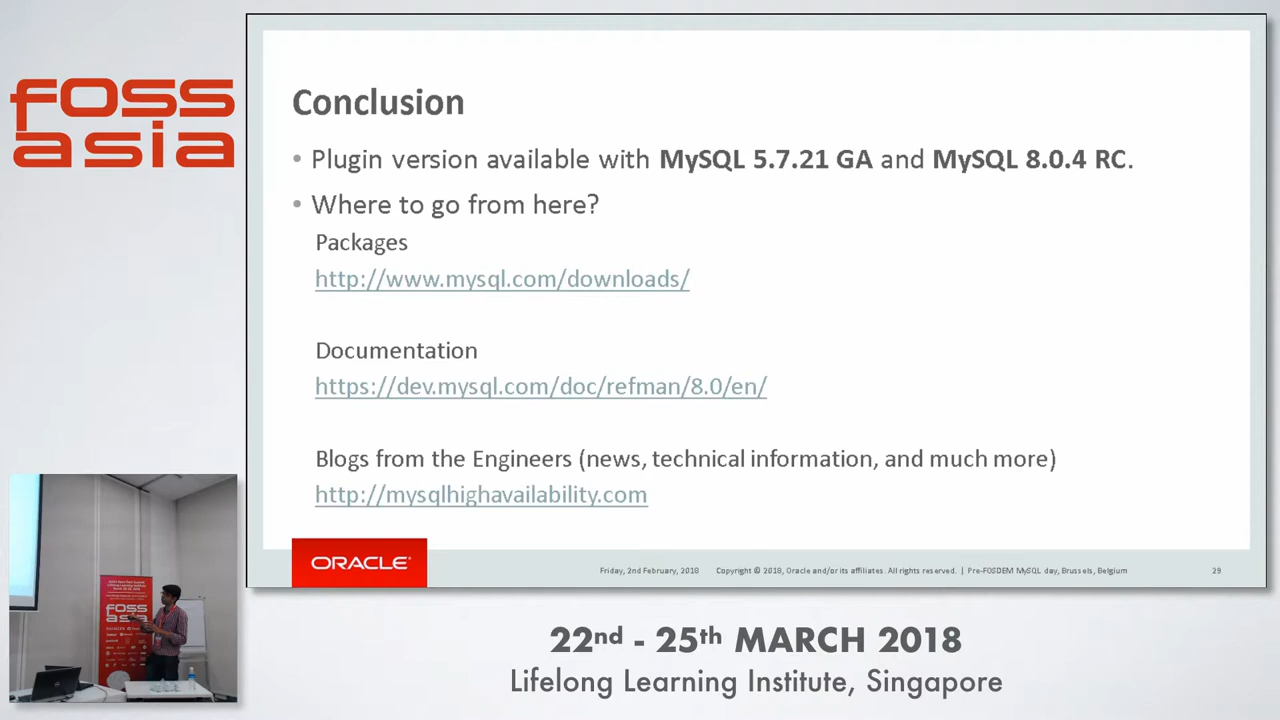 foss
asia
Conclusion
• Plugin version available with MySQL 5.7.21 GA and MySQL 8.0.4 RC.
• Where to go from here?
Packages
http://www.mysql.com/downloads/
Documentation
https://dev.mysql.com/doc/refman/8.0/en/
Blogs from the Engineers (news, technical information, and much more)
http://mysqlhighavailability.com
ORACLE®
Friday, 2nd February, 2018 Copyright © 2018, Oracle and/or its affiliates. All rights reserved. | Pre-FOSDEM MySQL day, Brussels, Belgium 29
foss
asia
22nd - 25th MARCH 2018
Lifelong Learning Institute, Singapore